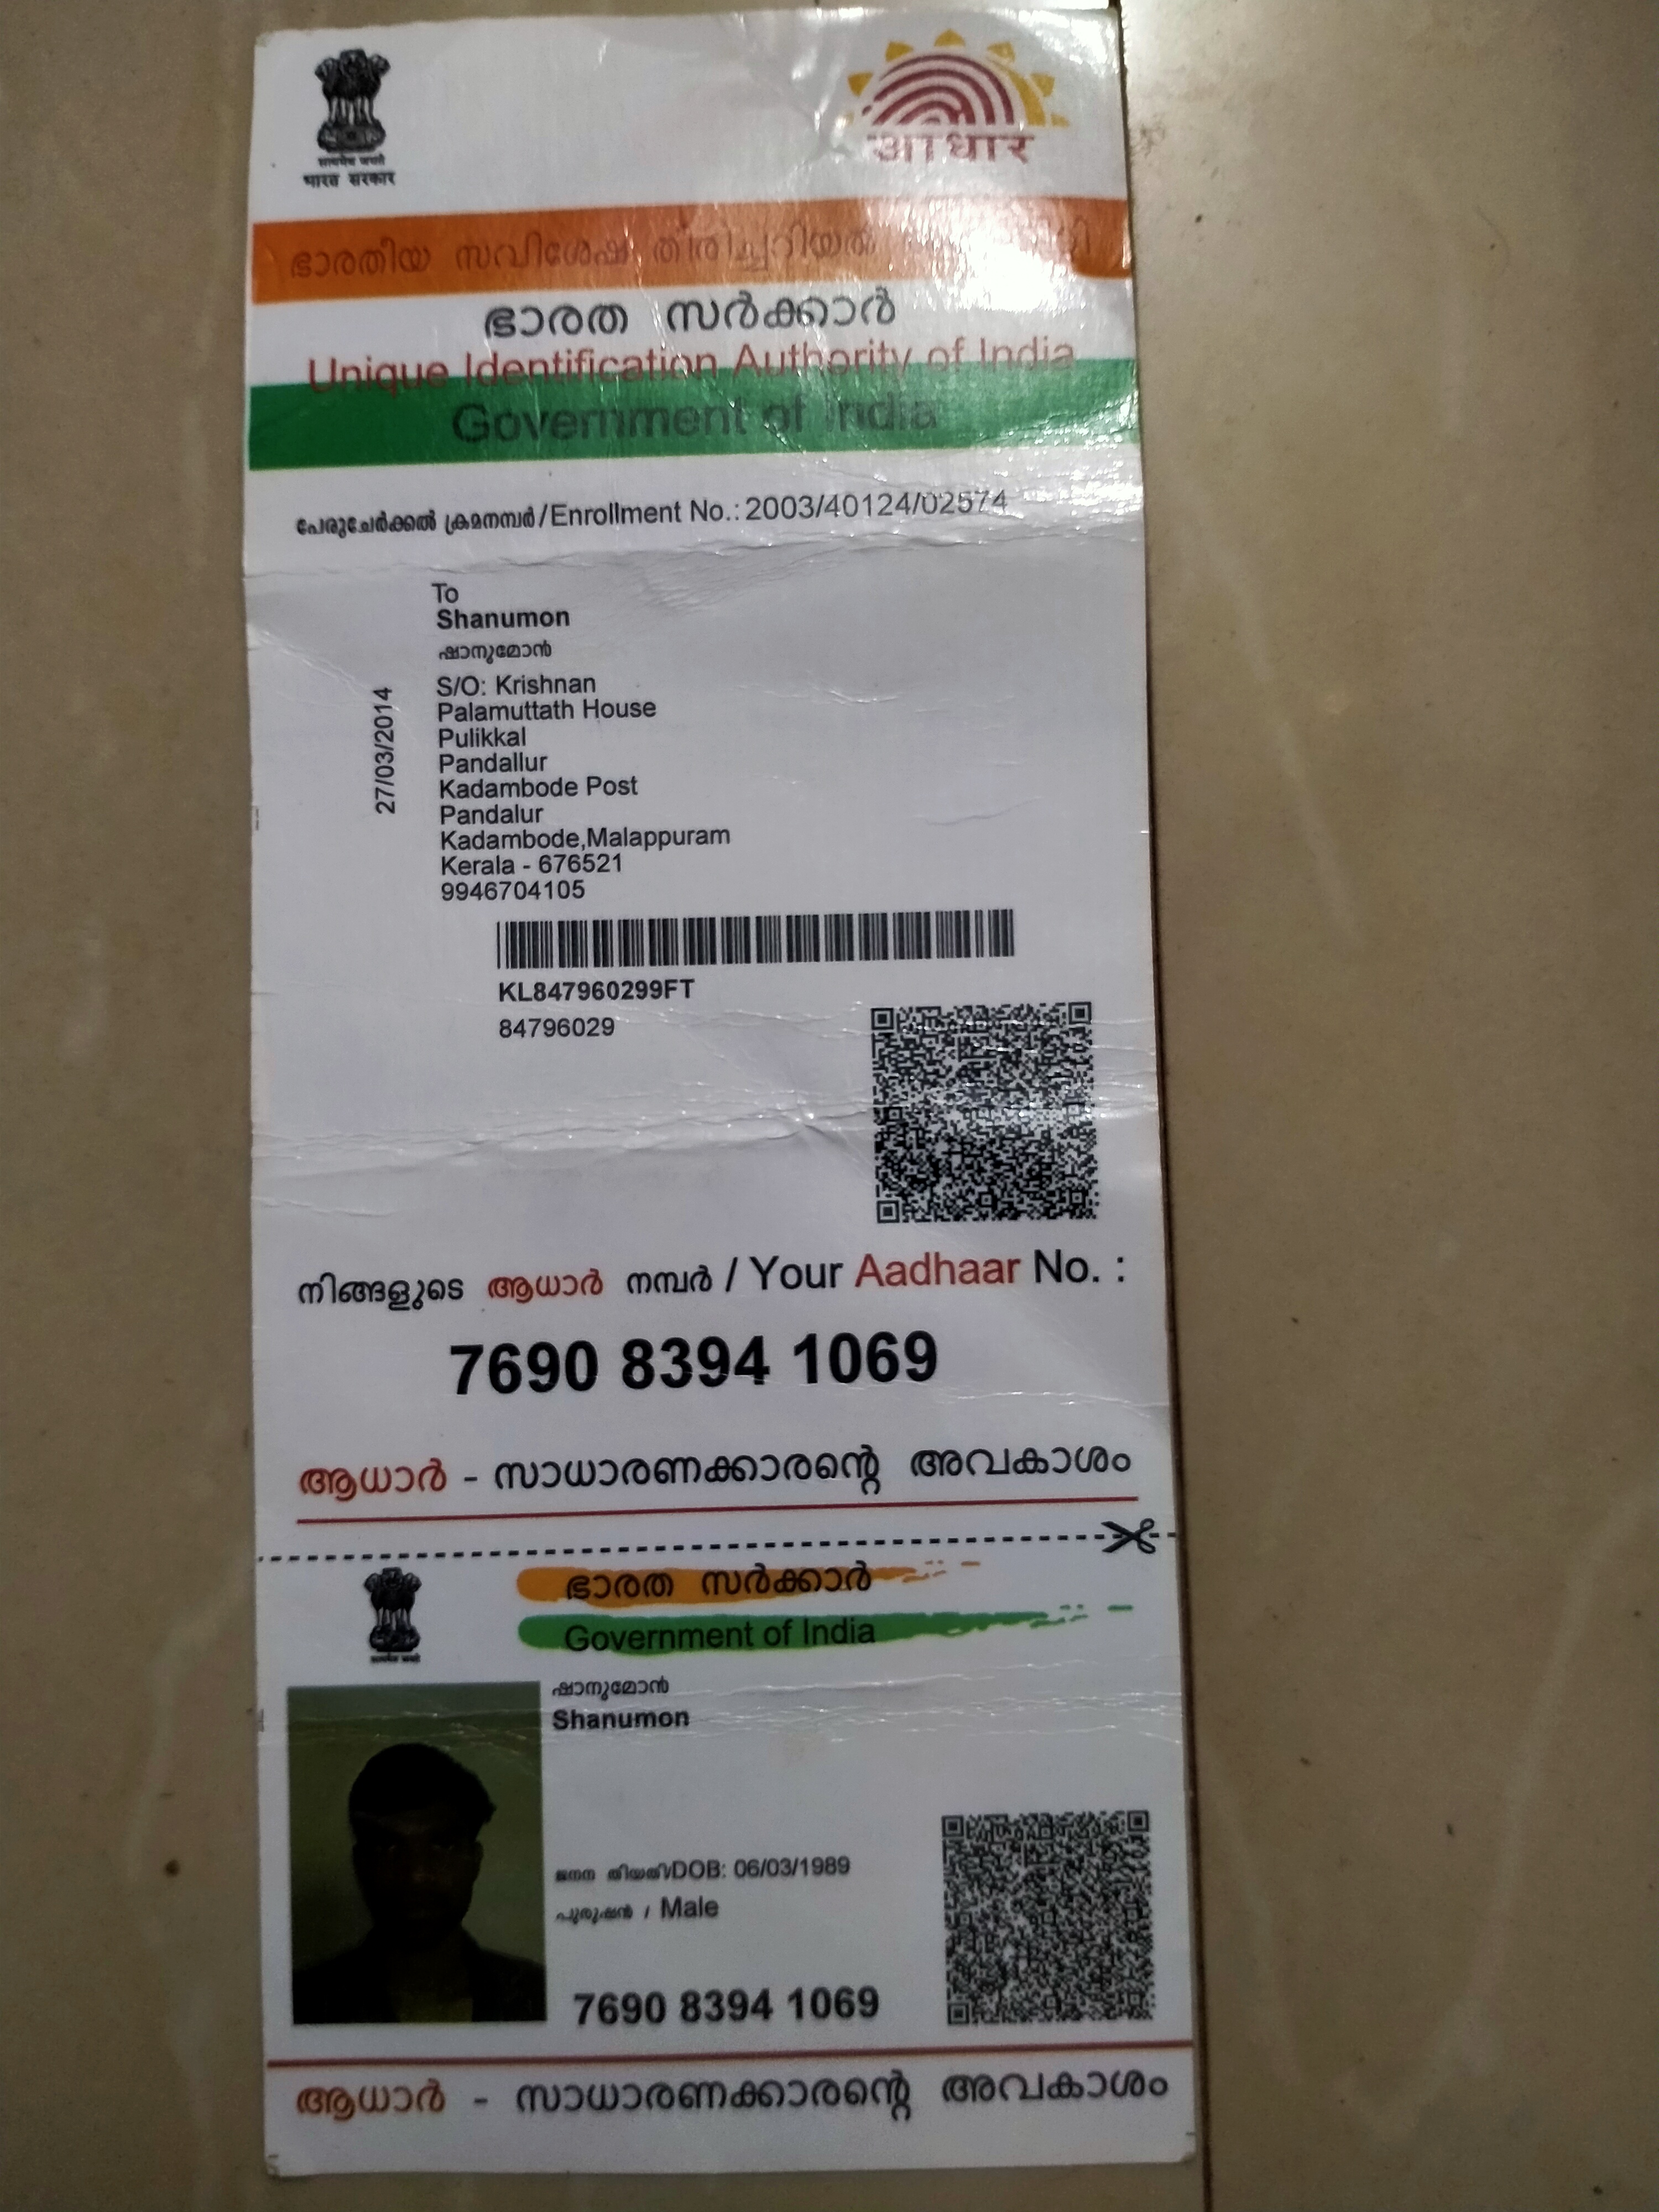 सत्यमेव जयते
भारत सरकार
आधार
ഭാരതീയ സവിശേഷ തിരിച്ചറിയൽ
ഭാരത സർക്കാർ
Unique Identification Authority of India
Government of India
പേരുചേർക്കൽ ക്രമനമ്പർ/Enrollment No.: 2003/40124/02574
27/03/2014
To
Shanumon
ഷാനുമോൻ
S/O: Krishnan
Palamuttath House
Pulikkal
Pandallur
Kadambode Post
Pandalur
Kadambode,Malappuram
Kerala - 676521
9946704105
KL847960299FT
84796029
നിങ്ങളുടെ ആധാർ നമ്പർ / Your Aadhaar No. :
7690 8394 1069
ആധാർ - സാധാരണക്കാരന്റെ അവകാശം
ഭാരത സർക്കാർ
Government of India
सत्यमेव जयते
ഷാനുമോൻ
Shanumon
ജനന തിയതി/DOB: 06/03/1989
പുരുഷൻ / Male
7690 8394 1069
ആധാർ - സാധാരണക്കാരന്റെ അവകാശം